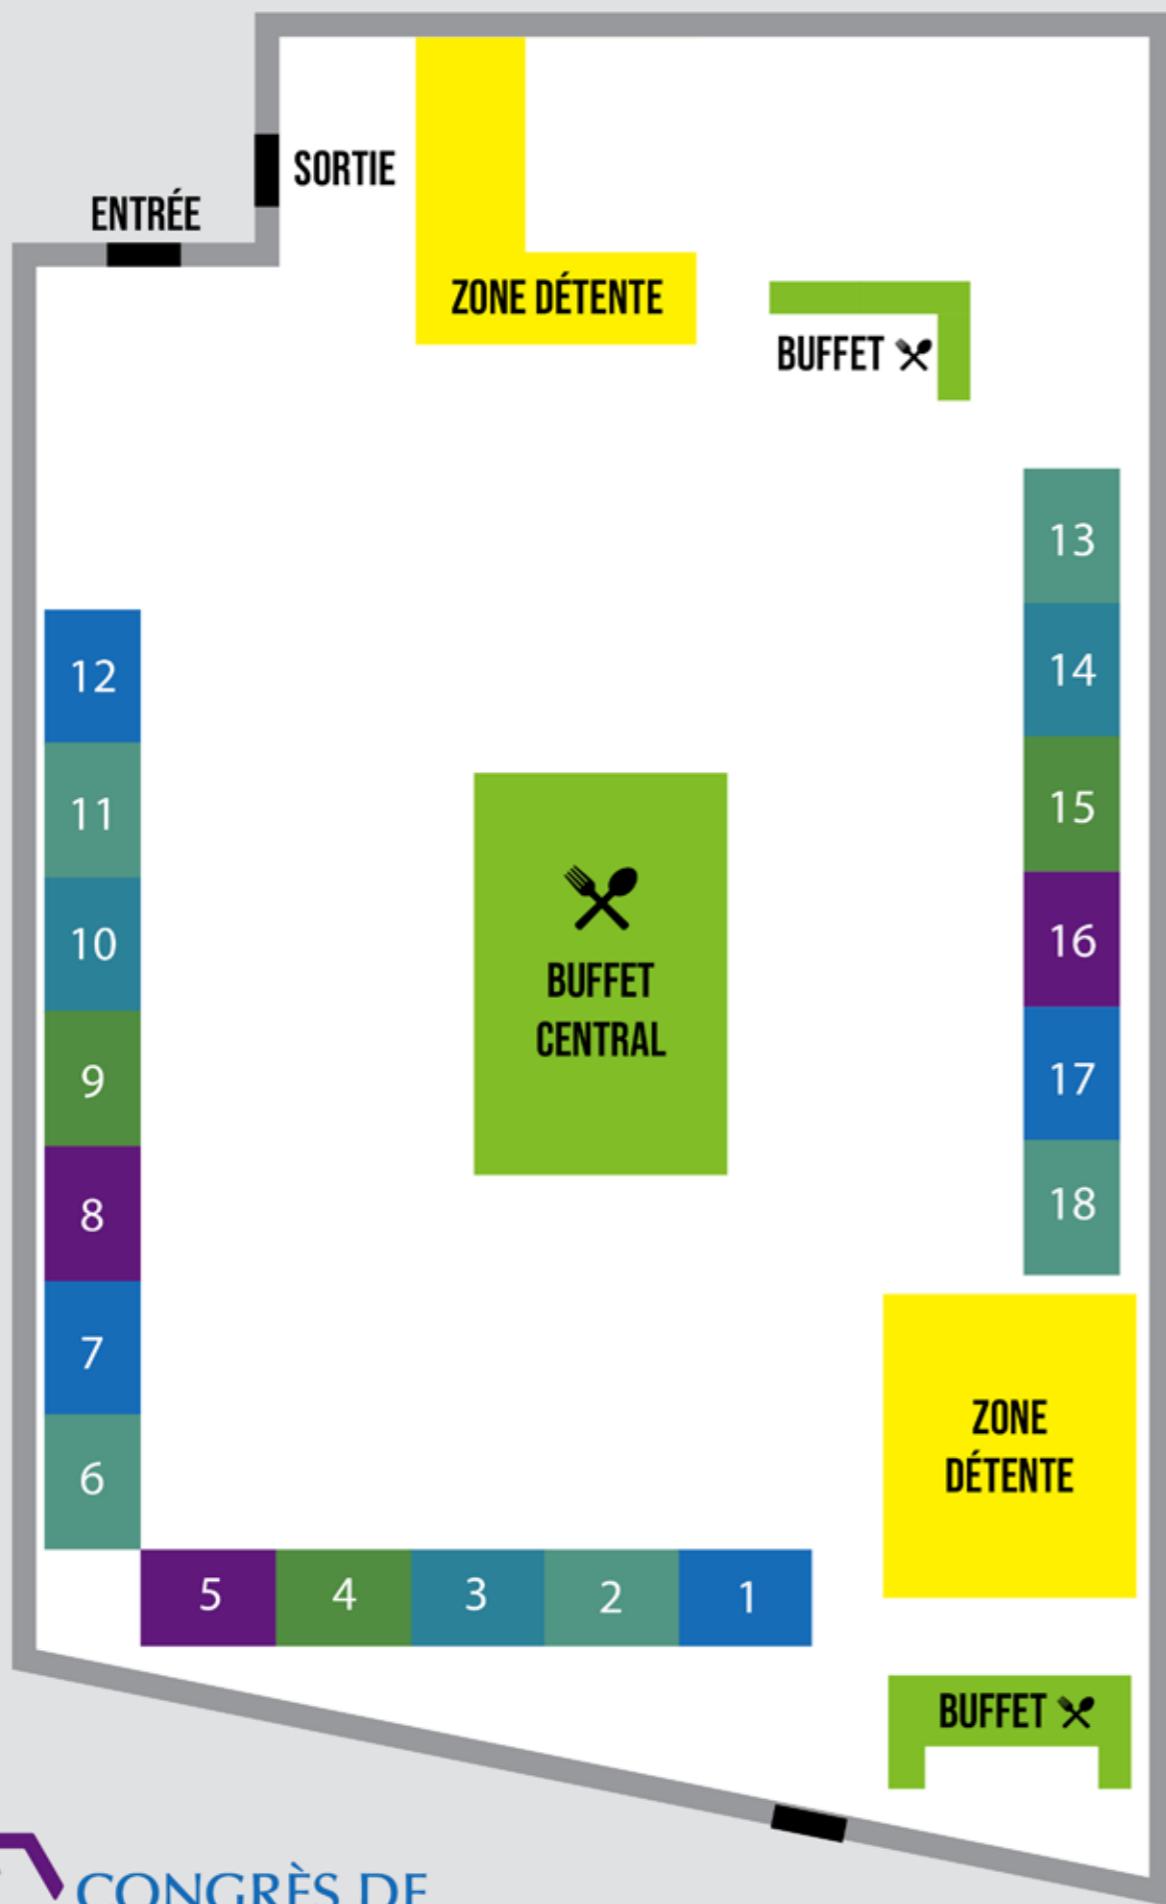 SORTIE
ENTRÉE
ZONE DÉTENTE
BUFFET
13
12
14
11
15
BUFFET
CENTRAL
10
16
9
17
8
18
7
ZONE
DÉTENTE
6
5
4
3
2
1
BUFFET
CONGRÈS DE